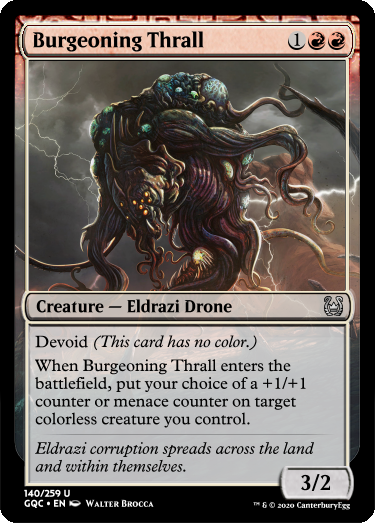 Burgeoning Thrall 1
Creature — Eldrazi Drone
Devoid (This card has no color.)
When Burgeoning Thrall enters the
battlefield, put your choice of a +1/+1
counter or menace counter on target
colorless creature you control.
Eldrazi corruption spreads across the land
and within themselves.
3/2
140/259 U
GQC • EN WALTER BROCCA
™ & © 2020 CanterburyEgg